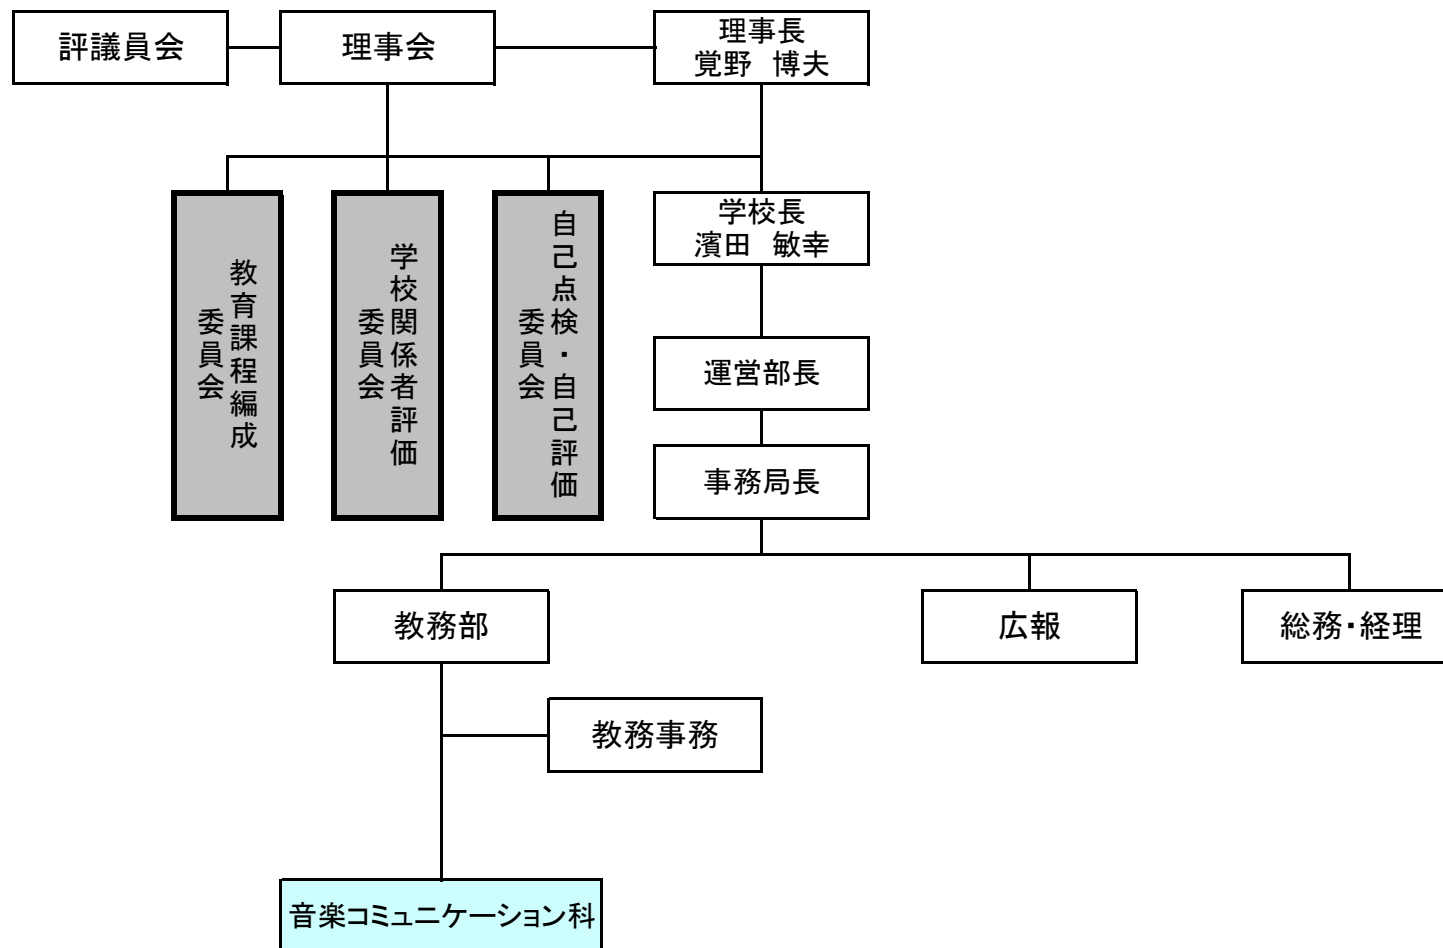 評議員会
理事会
理事長
覚野　博夫
学校長
濱田　敏幸
教育課程編成
委員会
学校関係者評価
委員会
自己点検・自己評価
委員会
運営部長
事務局長
教務部
広報
総務・経理
教務事務
音楽コミュニケーション科